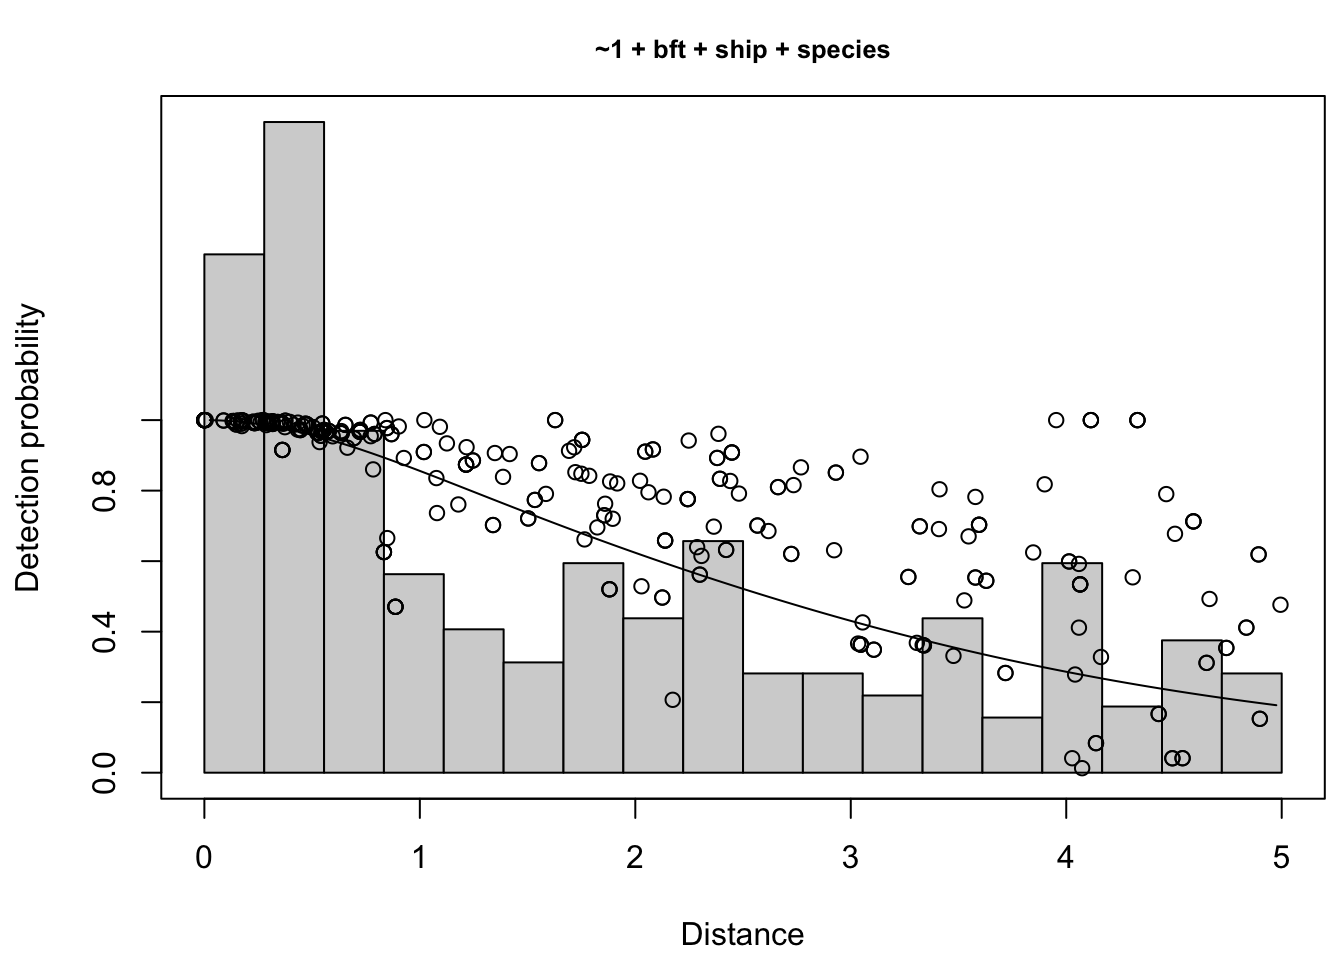 ~1 + bft + ship + species
Detection probability
0.8
0.4
0.0
0 1 2 3 4 5
Distance